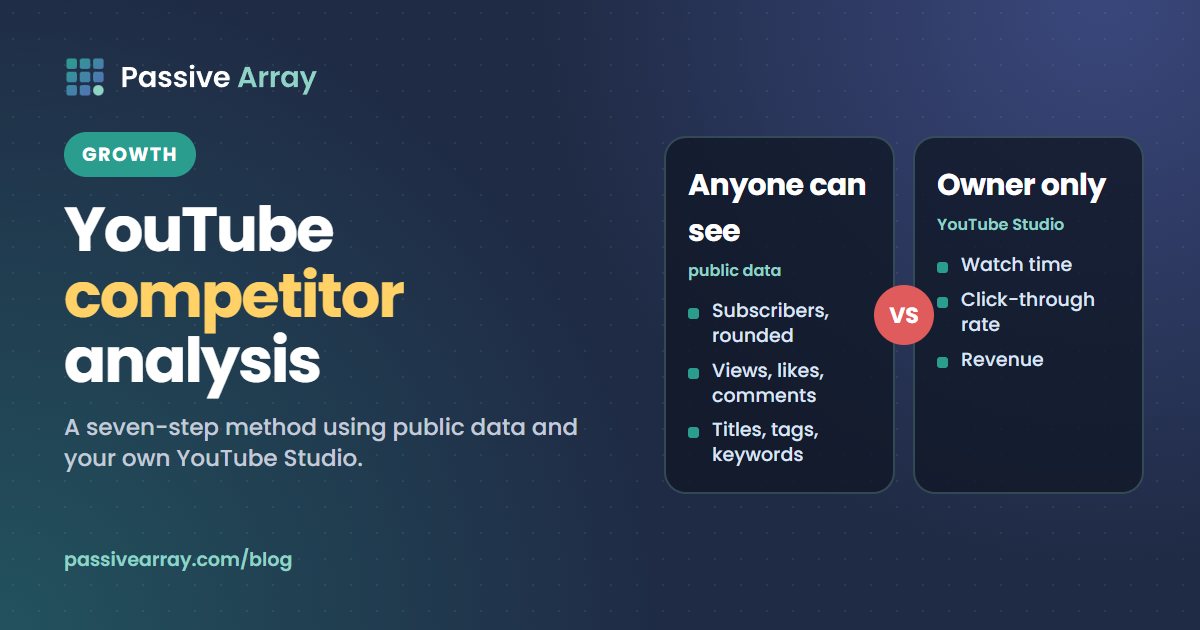 Passive Array
GROWTH
YouTube
competitor
analysis
A seven-step method using public data and
your own YouTube Studio.
passivearray.com/blog
Anyone can
see
public data
Subscribers,
rounded
Views, likes,
comments
Titles, tags,
keywords
VS
Owner only
YouTube Studio
Watch time
Click-through
rate
Revenue